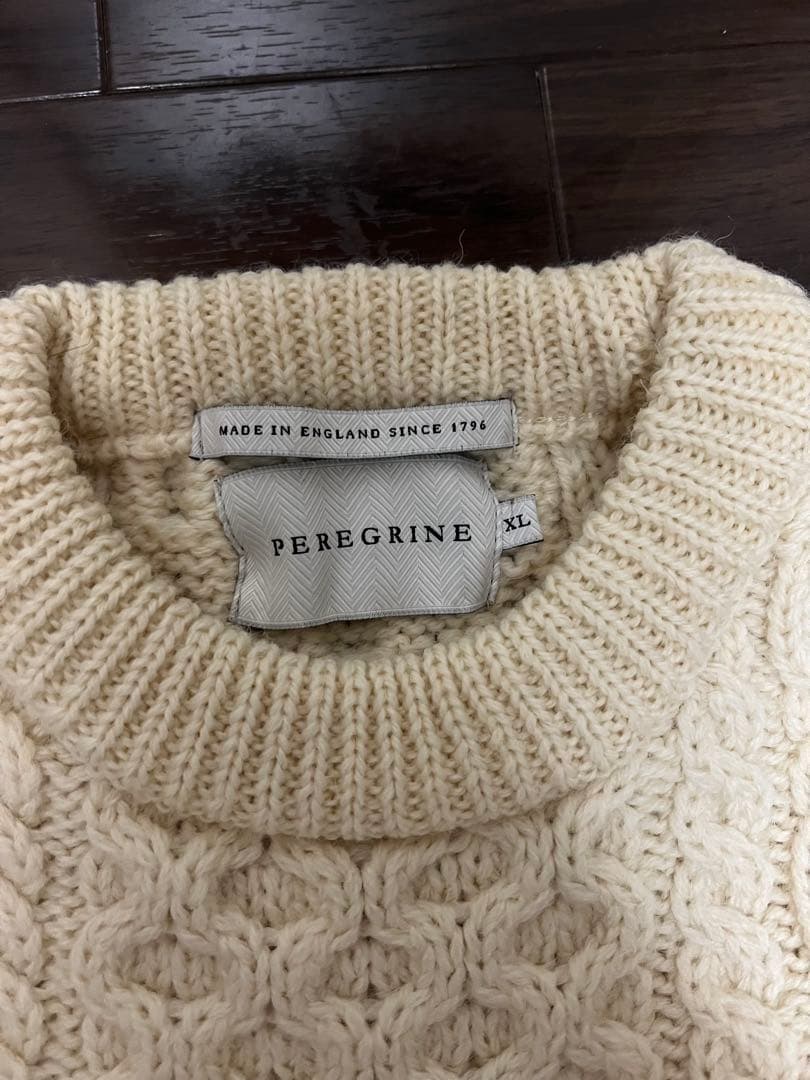 MADE IN ENGLAND SINCE 1796
PEREGRINE
XL